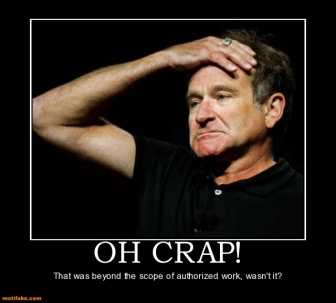 OH CRAP!
That was beyond the scope of authorized work, wasn't it?
motifake.com